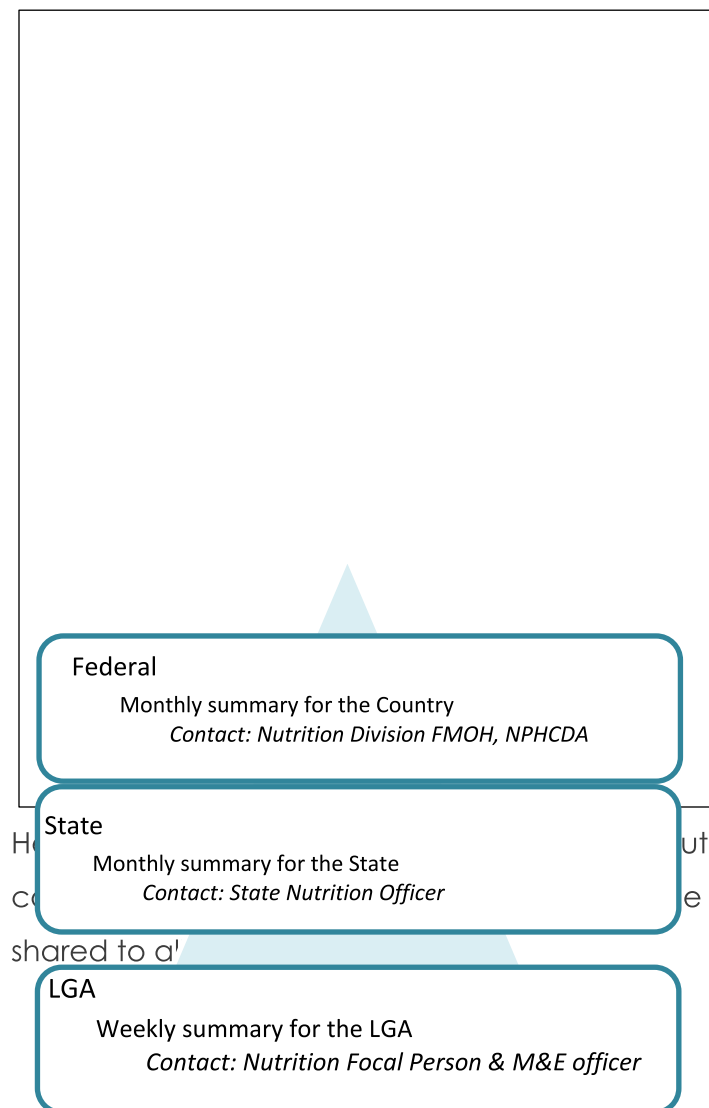 Federal
Monthly summary for the Country
Contact: Nutrition Division FMOH, NPHCDA
State
Monthly summary for the State
Contact: State Nutrition Officer
shared to
LGA
Weekly summary for the LGA
Contact: Nutrition Focal Person & M&E officer